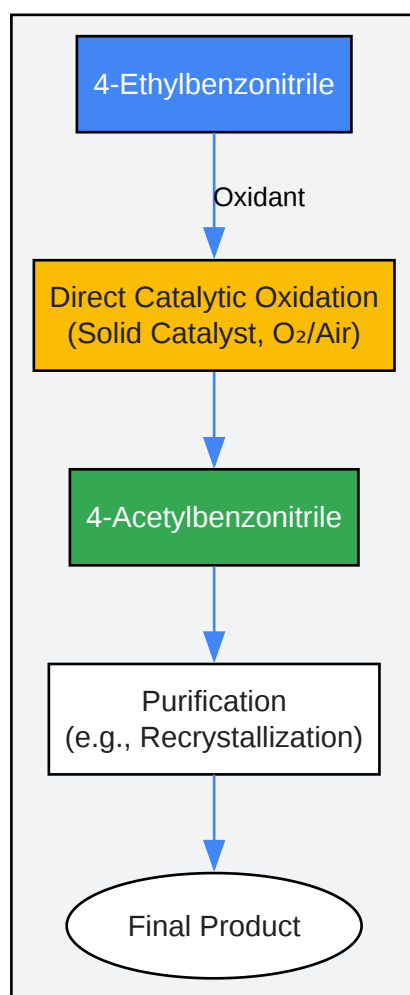 4-Ethylbenzonitrile
Oxidant
Direct Catalytic Oxidation
(Solid Catalyst, O₂/Air)
4-Acetylbenzonitrile
Purification
(e.g., Recrystallization)
Final Product